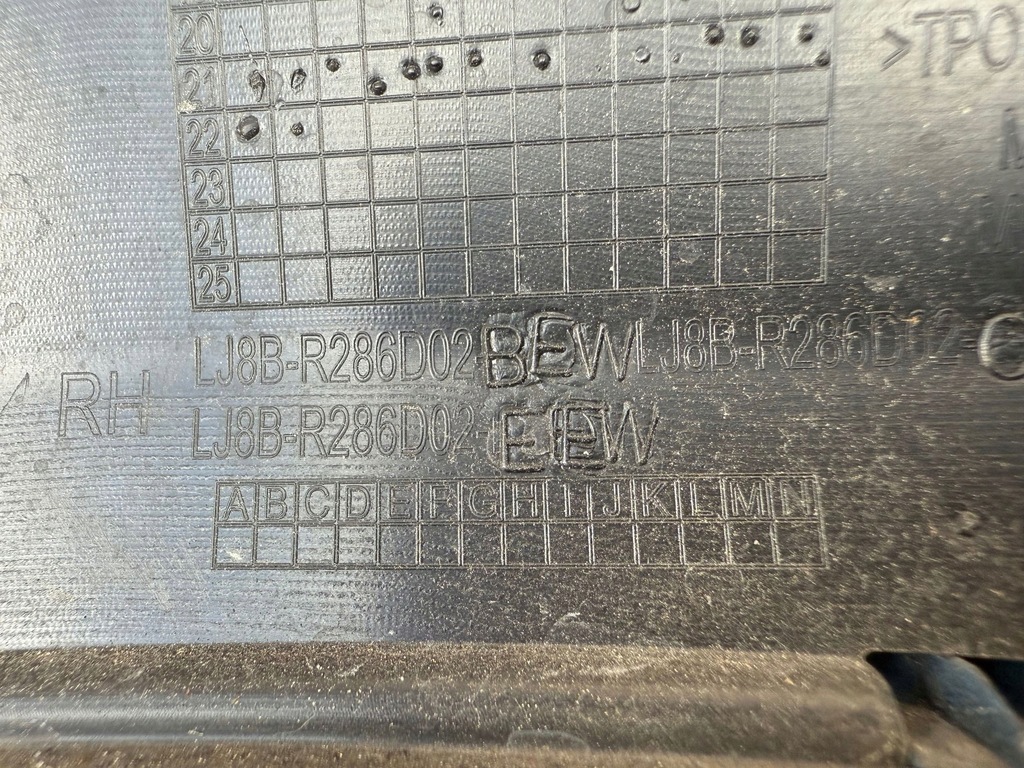 20
21
>TPO
22
23
24
25
LJ8B-R286D02-BEW LJ8B-R286D02-
RH
LJ8B-R286D02-EEW
A B C D E F G H I J K L M N